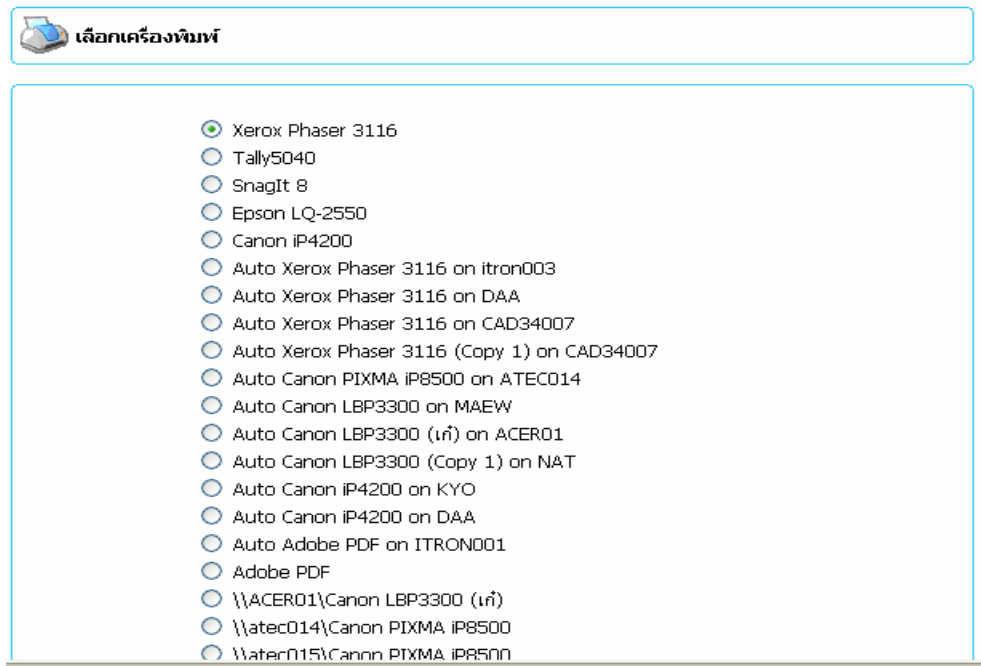 เลือกเครื่องพิมพ์
Xerox Phaser 3116
Tally5040
SnagIt 8
Epson LQ-2550
Canon iP4200
Auto Xerox Phaser 3116 on itron003
Auto Xerox Phaser 3116 on DAA
Auto Xerox Phaser 3116 on CAD34007
Auto Xerox Phaser 3116 (Copy 1) on CAD34007
Auto Canon PIXMA iP8500 on ATEC014
Auto Canon LBP3300 on MAEW
Auto Canon LBP3300 (เก๋) on ACER01
Auto Canon LBP3300 (Copy 1) on NAT
Auto Canon iP4200 on KYO
Auto Canon iP4200 on DAA
Auto Adobe PDF on ITRON001
Adobe PDF
\\ACER01\Canon LBP3300 (เก๋)
\\atec014\Canon PIXMA iP8500
\\atec015\Canon PIXMA iP8500